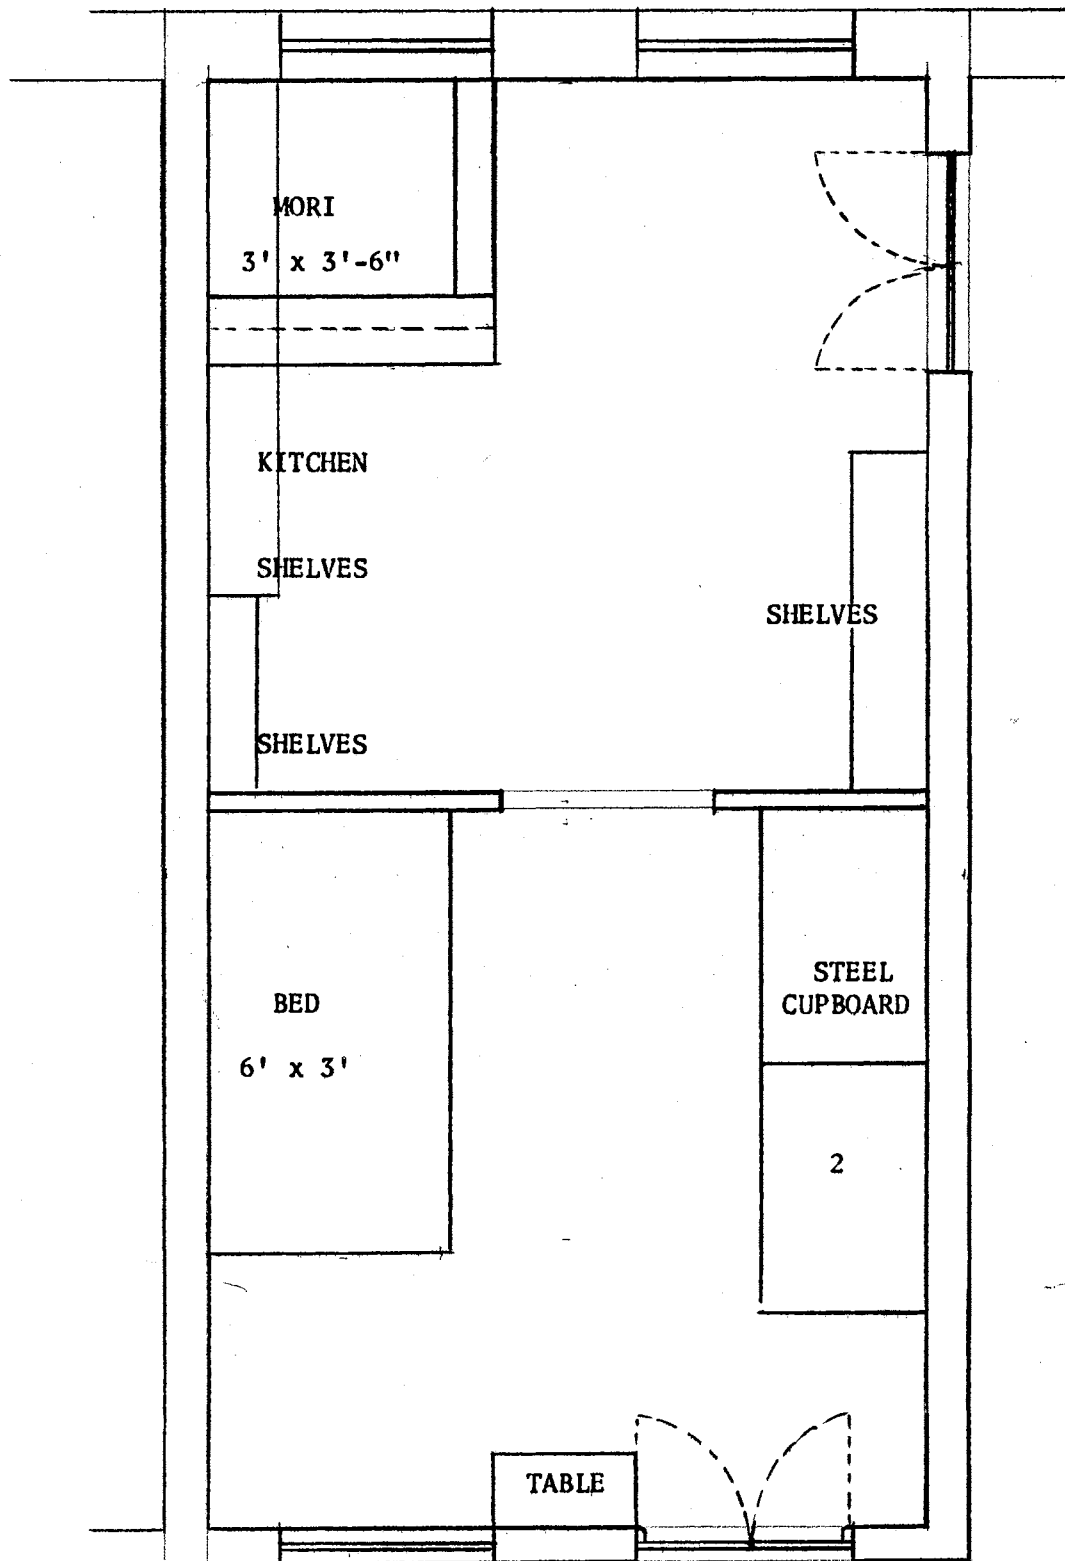 MORI
3' x 3'-6"
KITCHEN
SHELVES
SHELVES
SHELVES
STEEL
CUPBOARD
BED
6' x 3'
2
TABLE